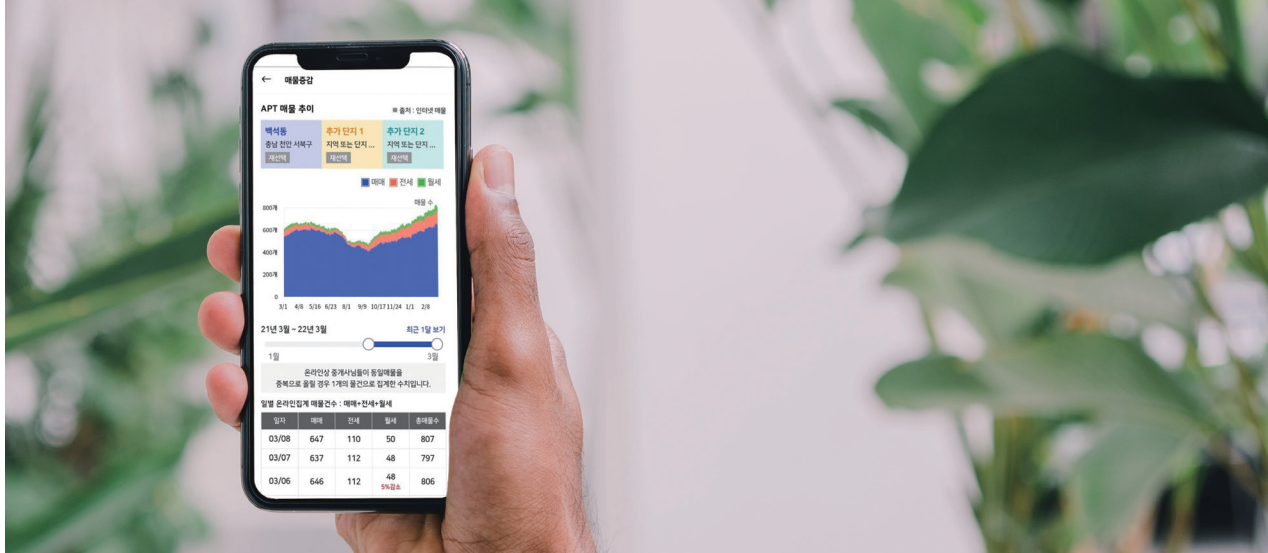 ← 매물증감
APT 매물 추이
※ 출처 : 인터넷 매물
백석동 추가 단지 1 추가 단지 2
충남 천안 서북구 지역 또는 단지 ... 지역 또는 단지 ...
재선택 재선택 재선택
매매 전세 월세
매물 수
800개
600개
400개
200개
0
3/1 4/8 5/16 6/23 8/1 9/9 10/17 11/24 1/1 2/8
21년 3월 ~ 22년 3월 최근 1달 보기
1월 3월
온라인상 중개사님들이 동일매물을
중복으로 올릴 경우 1개의 물건으로 집계한 수치입니다.
일별 온라인집계 매물건수 : 매매+전세+월세
일자 매매 전세 월세 총매물수
03/08 647 110 50 807
03/07 637 112 48 797
03/06 646 112 48 806
5%감소